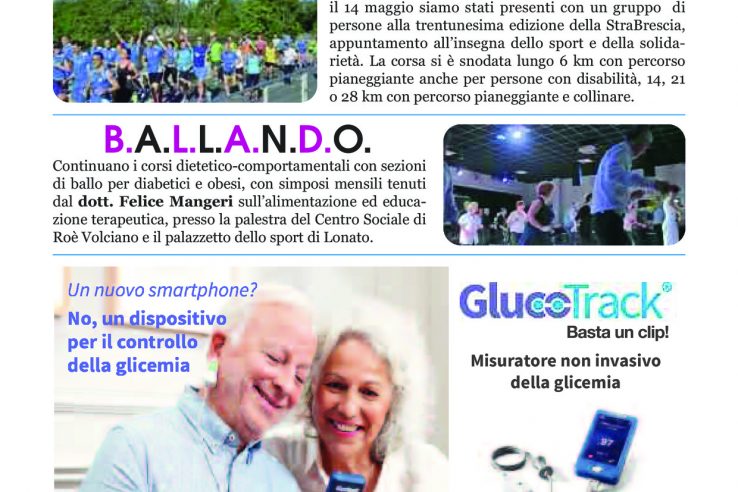 il 14 maggio siamo stati presenti con un gruppo di
persone alla trentunesima edizione della StraBrescia,
appuntamento all'insegna dello sport e della solida-
rietà. La corsa si è snodata lungo 6 km con percorso
pianeggiante anche per persone con disabilità, 14, 21
o 28 km con percorso pianeggiante e collinare.
B.A.L.L.A.N.D.O.
Continuano i corsi dietetico-comportamentali con sezioni
di ballo per diabetici e obesi, con simposi mensili tenuti
dal dott. Felice Mangeri sull'alimentazione ed educa-
zione terapeutica, presso la palestra del Centro Sociale di
Roè Volciano e il palazzetto dello sport di Lonato.
Un nuovo smartphone?
No, un dispositivo
per il controllo
della glicemia
GlucoTrack®
Basta un clip!
Misuratore non invasivo
della glicemia
97